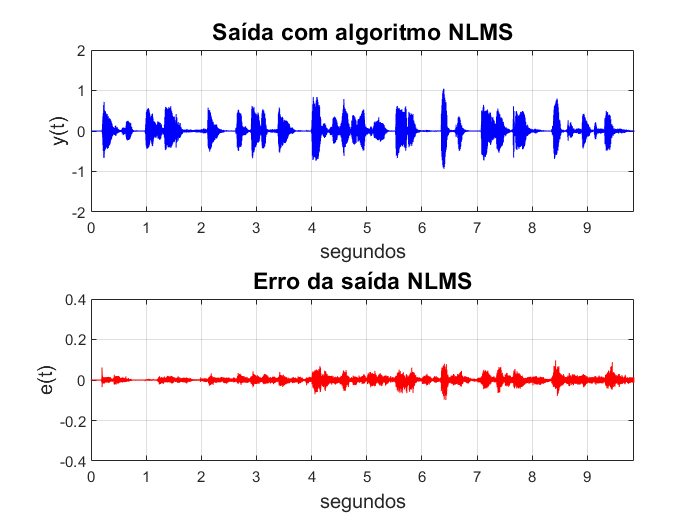 Saída com algoritmo NLMS
2
1
0
-1
-2
y(t)
0 1 2 3 4 5 6 7 8 9
segundos
Erro da saída NLMS
0.4
0.2
0
-0.2
-0.4
e(t)
0 1 2 3 4 5 6 7 8 9
segundos